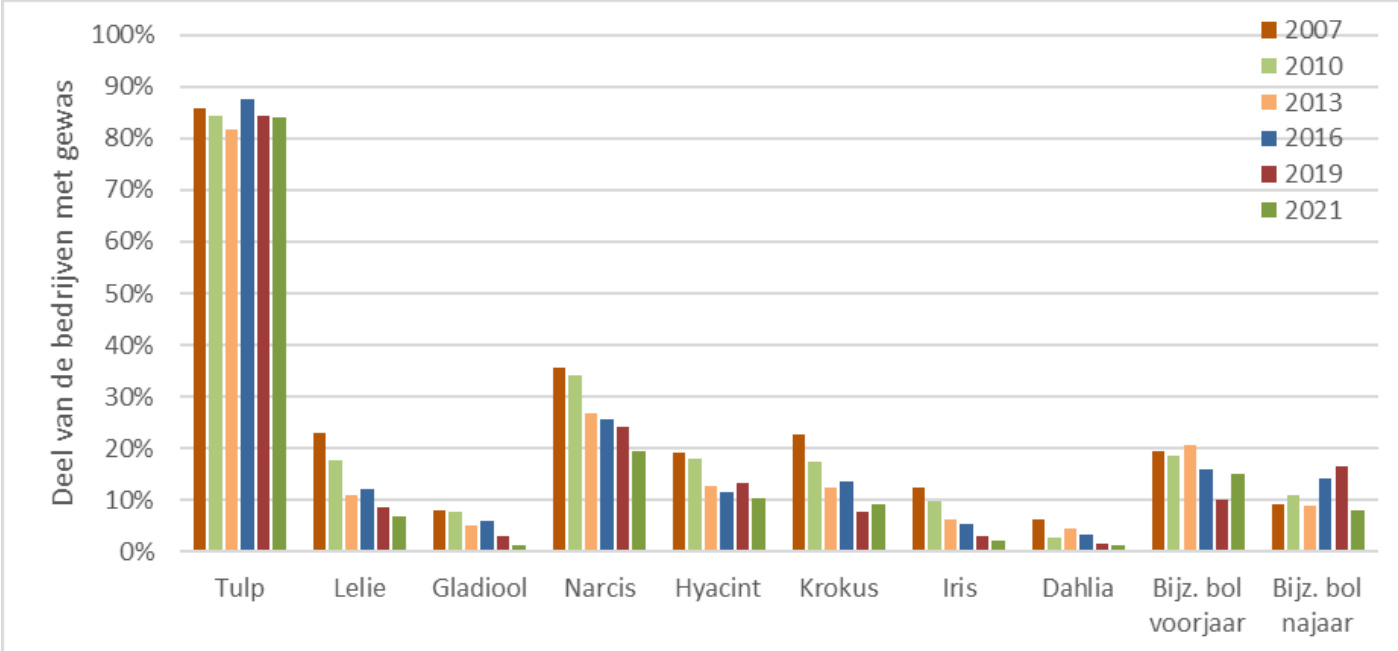 Deel van de bedrijven met gewas
100%
90%
80%
70%
60%
50%
40%
30%
20%
10%
0%
2007
2010
2013
2016
2019
2021
Tulp
Lelie
Gladiool
Narcis
Hyacint
Krokus
Iris
Dahlia
Bijz. bol
voorjaar
Bijz. bol
najaar